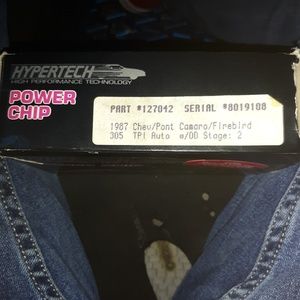 HYPERTECH
HIGH PERFORMANCE TECHNOLOGY
POWER
CHIP
PART #127042 SERIAL #8019108
1987 Chev/Pont Camaro/Firebird
305 TPI Auto w/OD Stage: 2